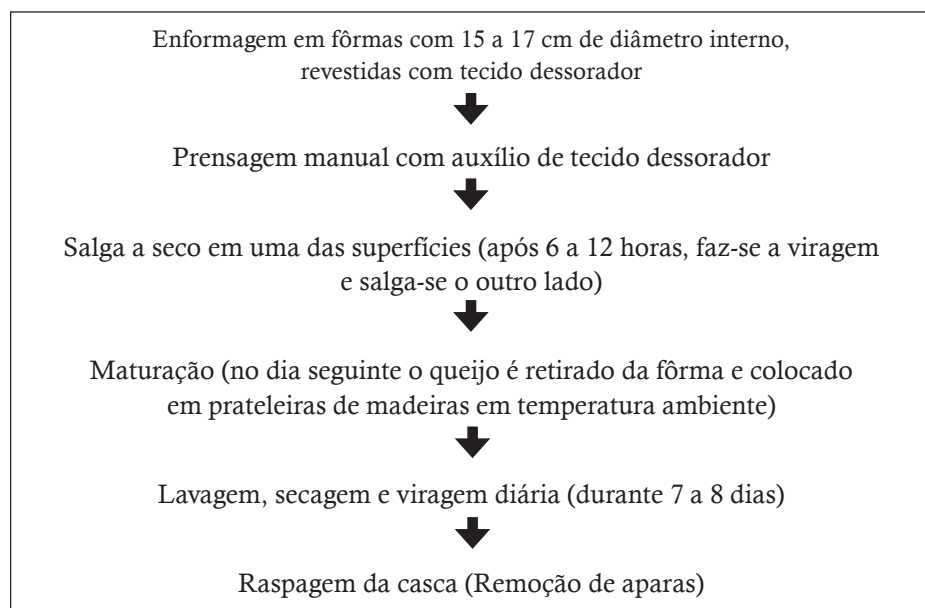 Enformagem em fôrmas com 15 a 17 cm de diâmetro interno,
revestidas com tecido dessorador
Prensagem manual com auxílio de tecido dessorador
Salga a seco em uma das superfícies (após 6 a 12 horas, faz-se a viragem
e salga-se o outro lado)
Maturação (no dia seguinte o queijo é retirado da fôrma e colocado
em prateleiras de madeiras em temperatura ambiente)
Lavagem, secagem e viragem diária (durante 7 a 8 dias)
Raspagem da casca (Remoção de aparas)